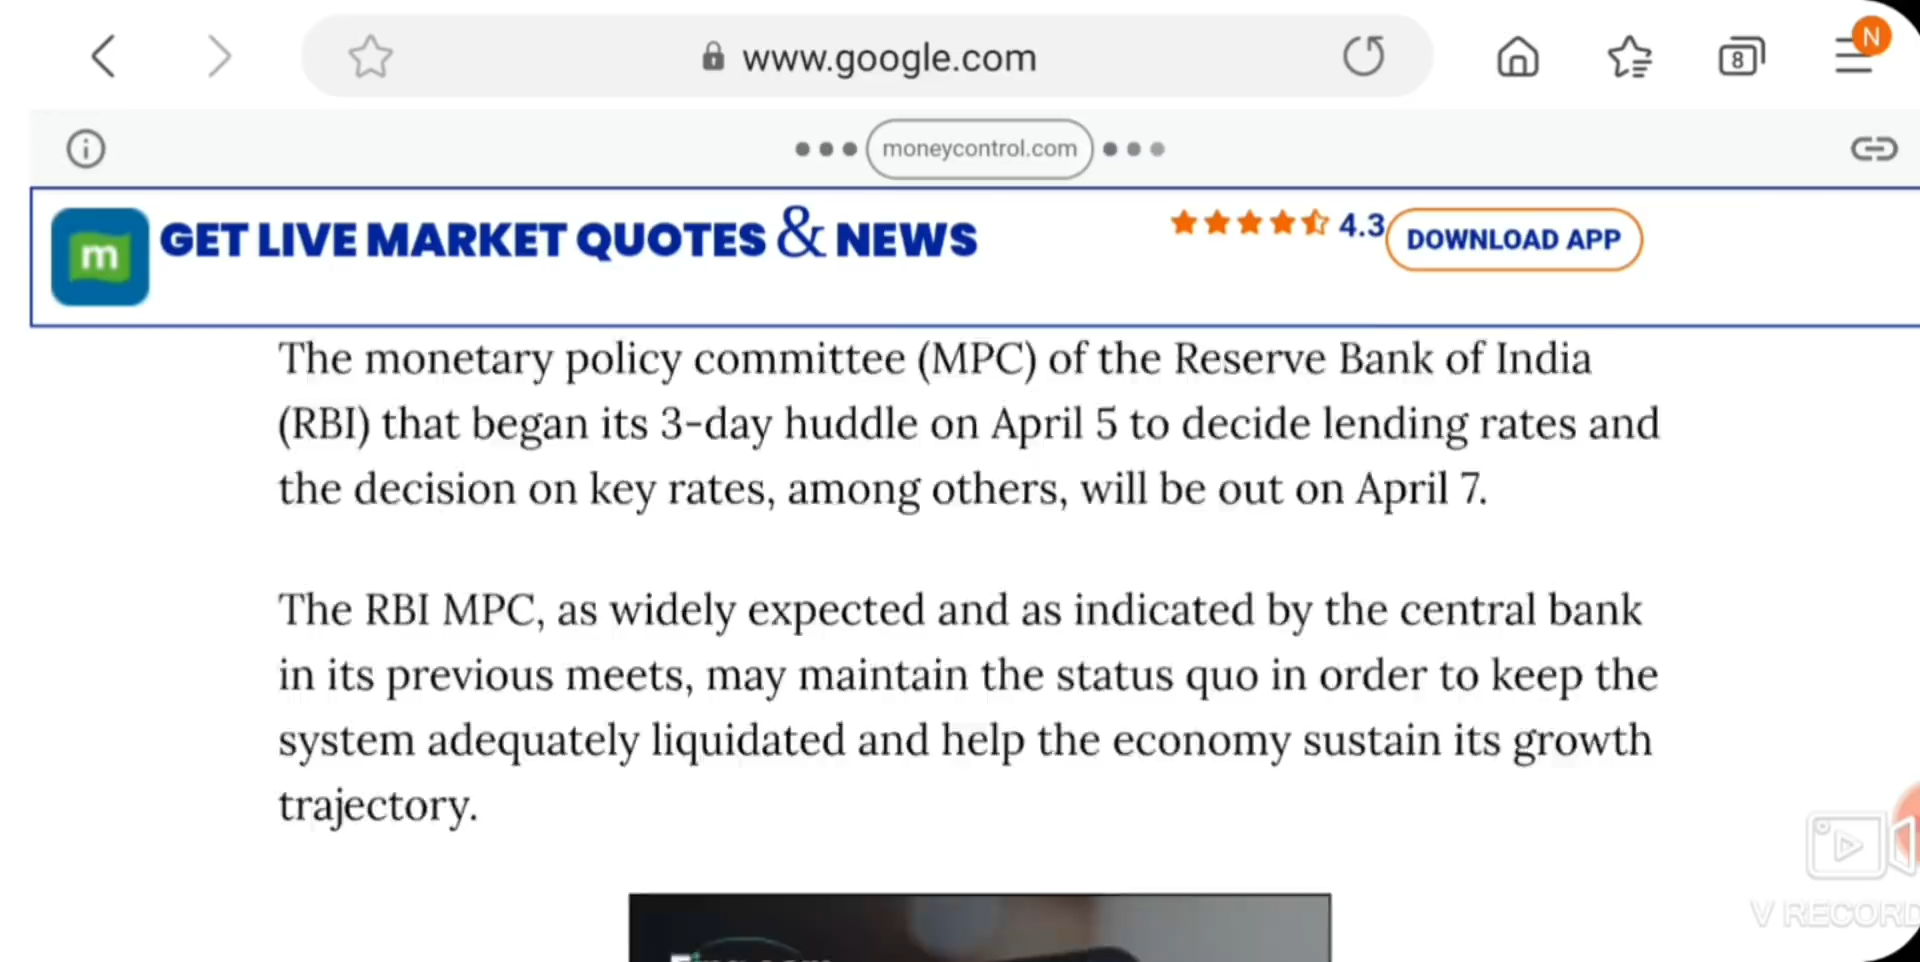 www.google.com
8
N
moneycontrol.com
m
GET LIVE MARKET QUOTES & NEWS
4.3
DOWNLOAD APP
The monetary policy committee (MPC) of the Reserve Bank of India
(RBI) that began its 3-day huddle on April 5 to decide lending rates and
the decision on key rates, among others, will be out on April 7.
The RBI MPC, as widely expected and as indicated by the central bank
in its previous meets, may maintain the status quo in order to keep the
system adequately liquidated and help the economy sustain its growth
trajectory.
V RECORD